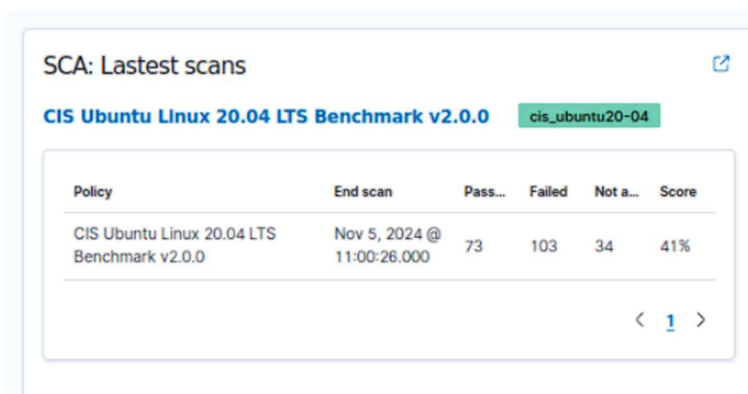 SCA: Lastest scans
CIS Ubuntu Linux 20.04 LTS Benchmark v2.0.0 cis_ubuntu20-04
Policy End scan Pass... Failed Not a... Score
CIS Ubuntu Linux 20.04 LTS Nov 5, 2024 @
Benchmark v2.0.0 11:00:26.000 73 103 34 41%
1